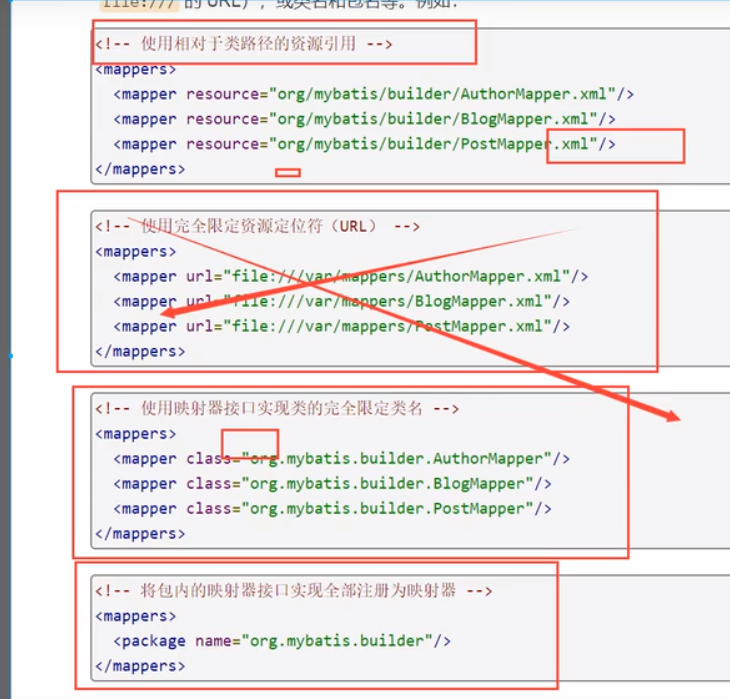 file:/// 的 URL），或类名和包名等。例如：
<!-- 使用相对于类路径的资源引用 -->
<mappers>
<mapper resource="org/mybatis/builder/AuthorMapper.xml"/>
<mapper resource="org/mybatis/builder/BlogMapper.xml"/>
<mapper resource="org/mybatis/builder/PostMapper.xml"/>
</mappers>
<!-- 使用完全限定资源定位符（URL） -->
<mappers>
<mapper url="file:///var/mappers/AuthorMapper.xml"/>
<mapper url="file:///var/mappers/BlogMapper.xml"/>
<mapper url="file:///var/mappers/PostMapper.xml"/>
</mappers>
<!-- 使用映射器接口实现类的完全限定类名 -->
<mappers>
<mapper class="org.mybatis.builder.AuthorMapper"/>
<mapper class="org.mybatis.builder.BlogMapper"/>
<mapper class="org.mybatis.builder.PostMapper"/>
</mappers>
<!-- 将包内的映射器接口实现全部注册为映射器 -->
<mappers>
<package name="org.mybatis.builder"/>
</mappers>